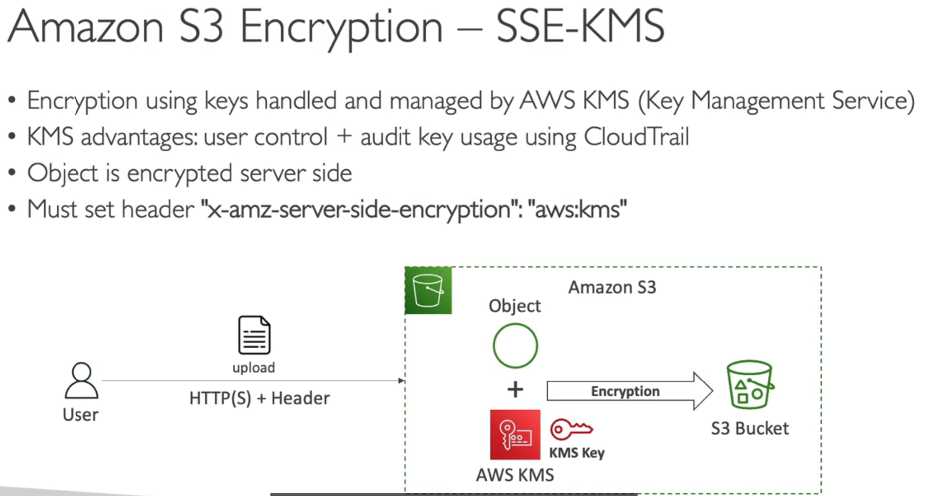 Amazon S3 Encryption – SSE-KMS
• Encryption using keys handled and managed by AWS KMS (Key Management Service)
• KMS advantages: user control + audit key usage using CloudTrail
• Object is encrypted server side
• Must set header "x-amz-server-side-encryption": "aws:kms"
Amazon S3
Object
upload
HTTP(S) + Header
User
+
Encryption
S3 Bucket
KMS Key
AWS KMS